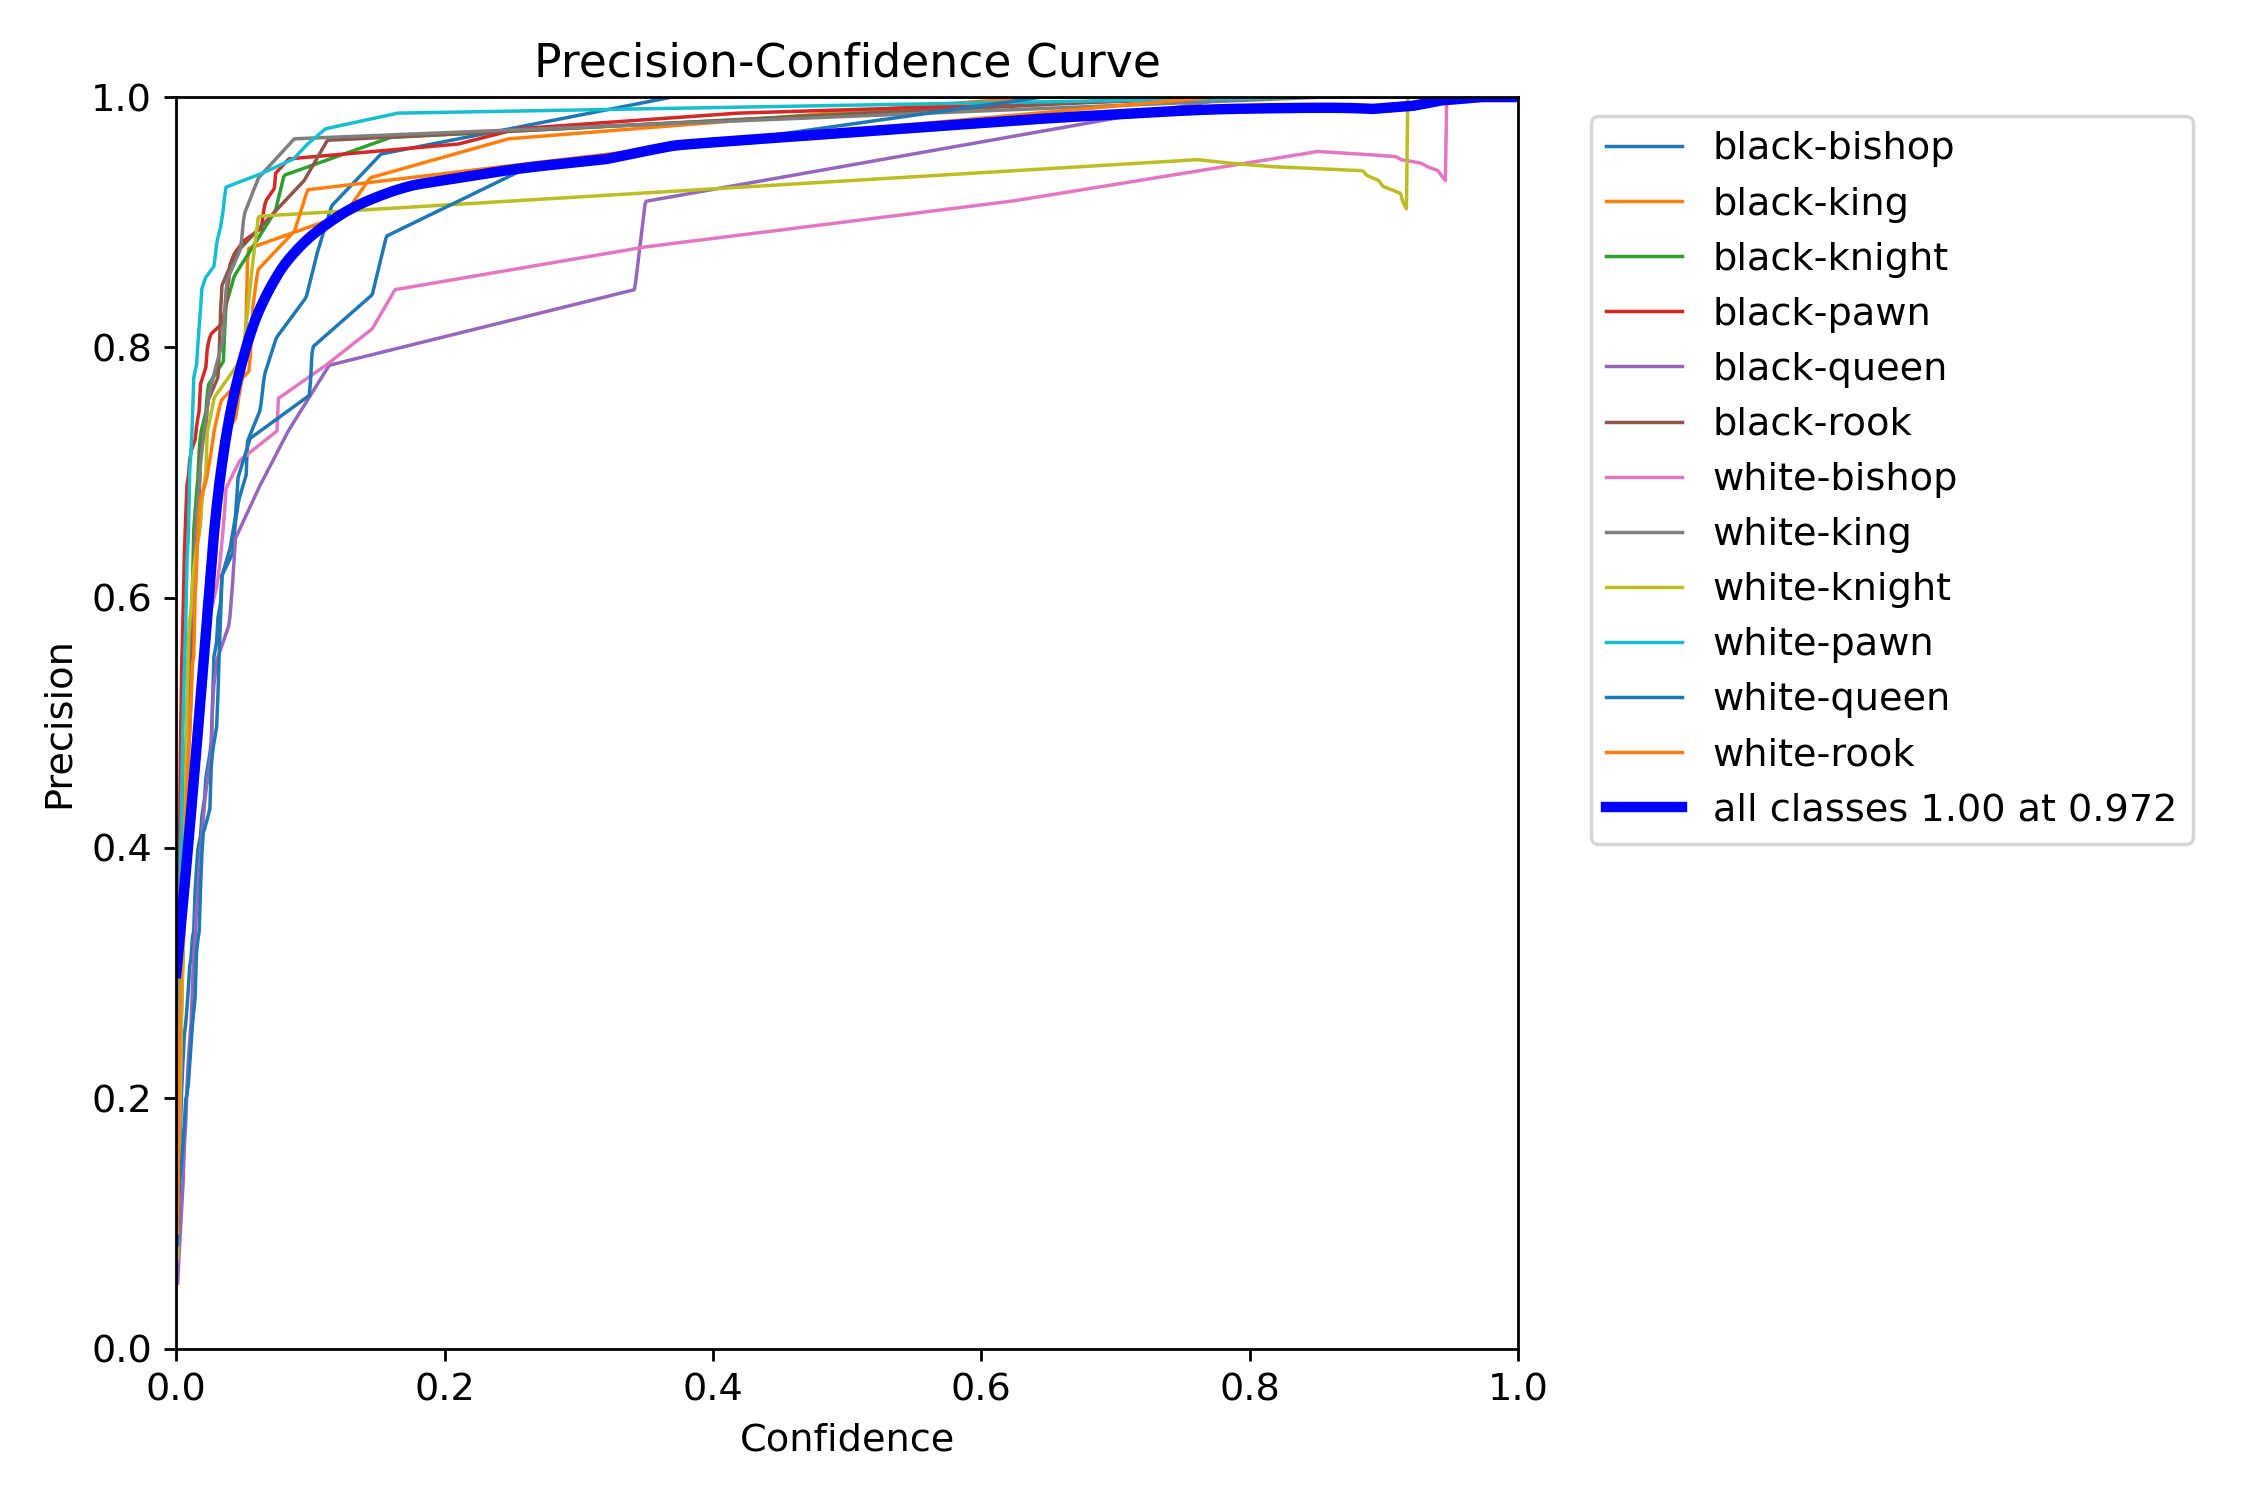 Precision-Confidence Curve
1.0
0.8
0.6
0.4
0.2
0.0
Precision
0.0 0.2 0.4 0.6 0.8 1.0
Confidence
black-bishop
black-king
black-knight
black-pawn
black-queen
black-rook
white-bishop
white-king
white-knight
white-pawn
white-queen
white-rook
all classes 1.00 at 0.972